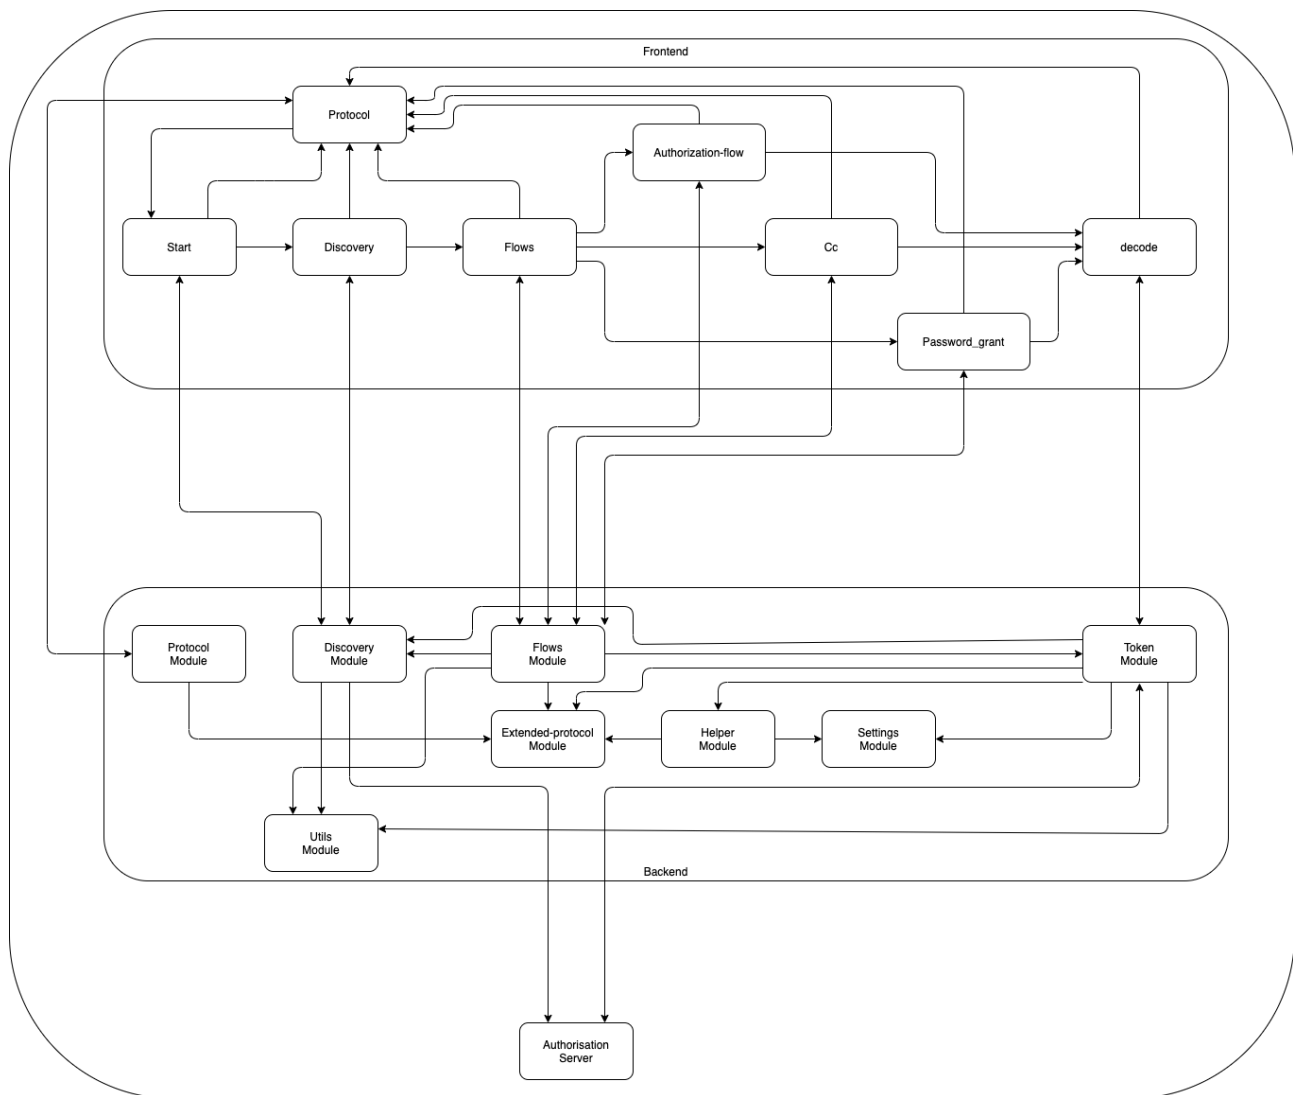 Frontend
Protocol
Authorization-flow
Start
Discovery
Flows
Cc
decode
Password_grant
Protocol
Module
Discovery
Module
Flows
Module
Token
Module
Extended-protocol
Module
Helper
Module
Settings
Module
Utils
Module
Backend
Authorisation
Server